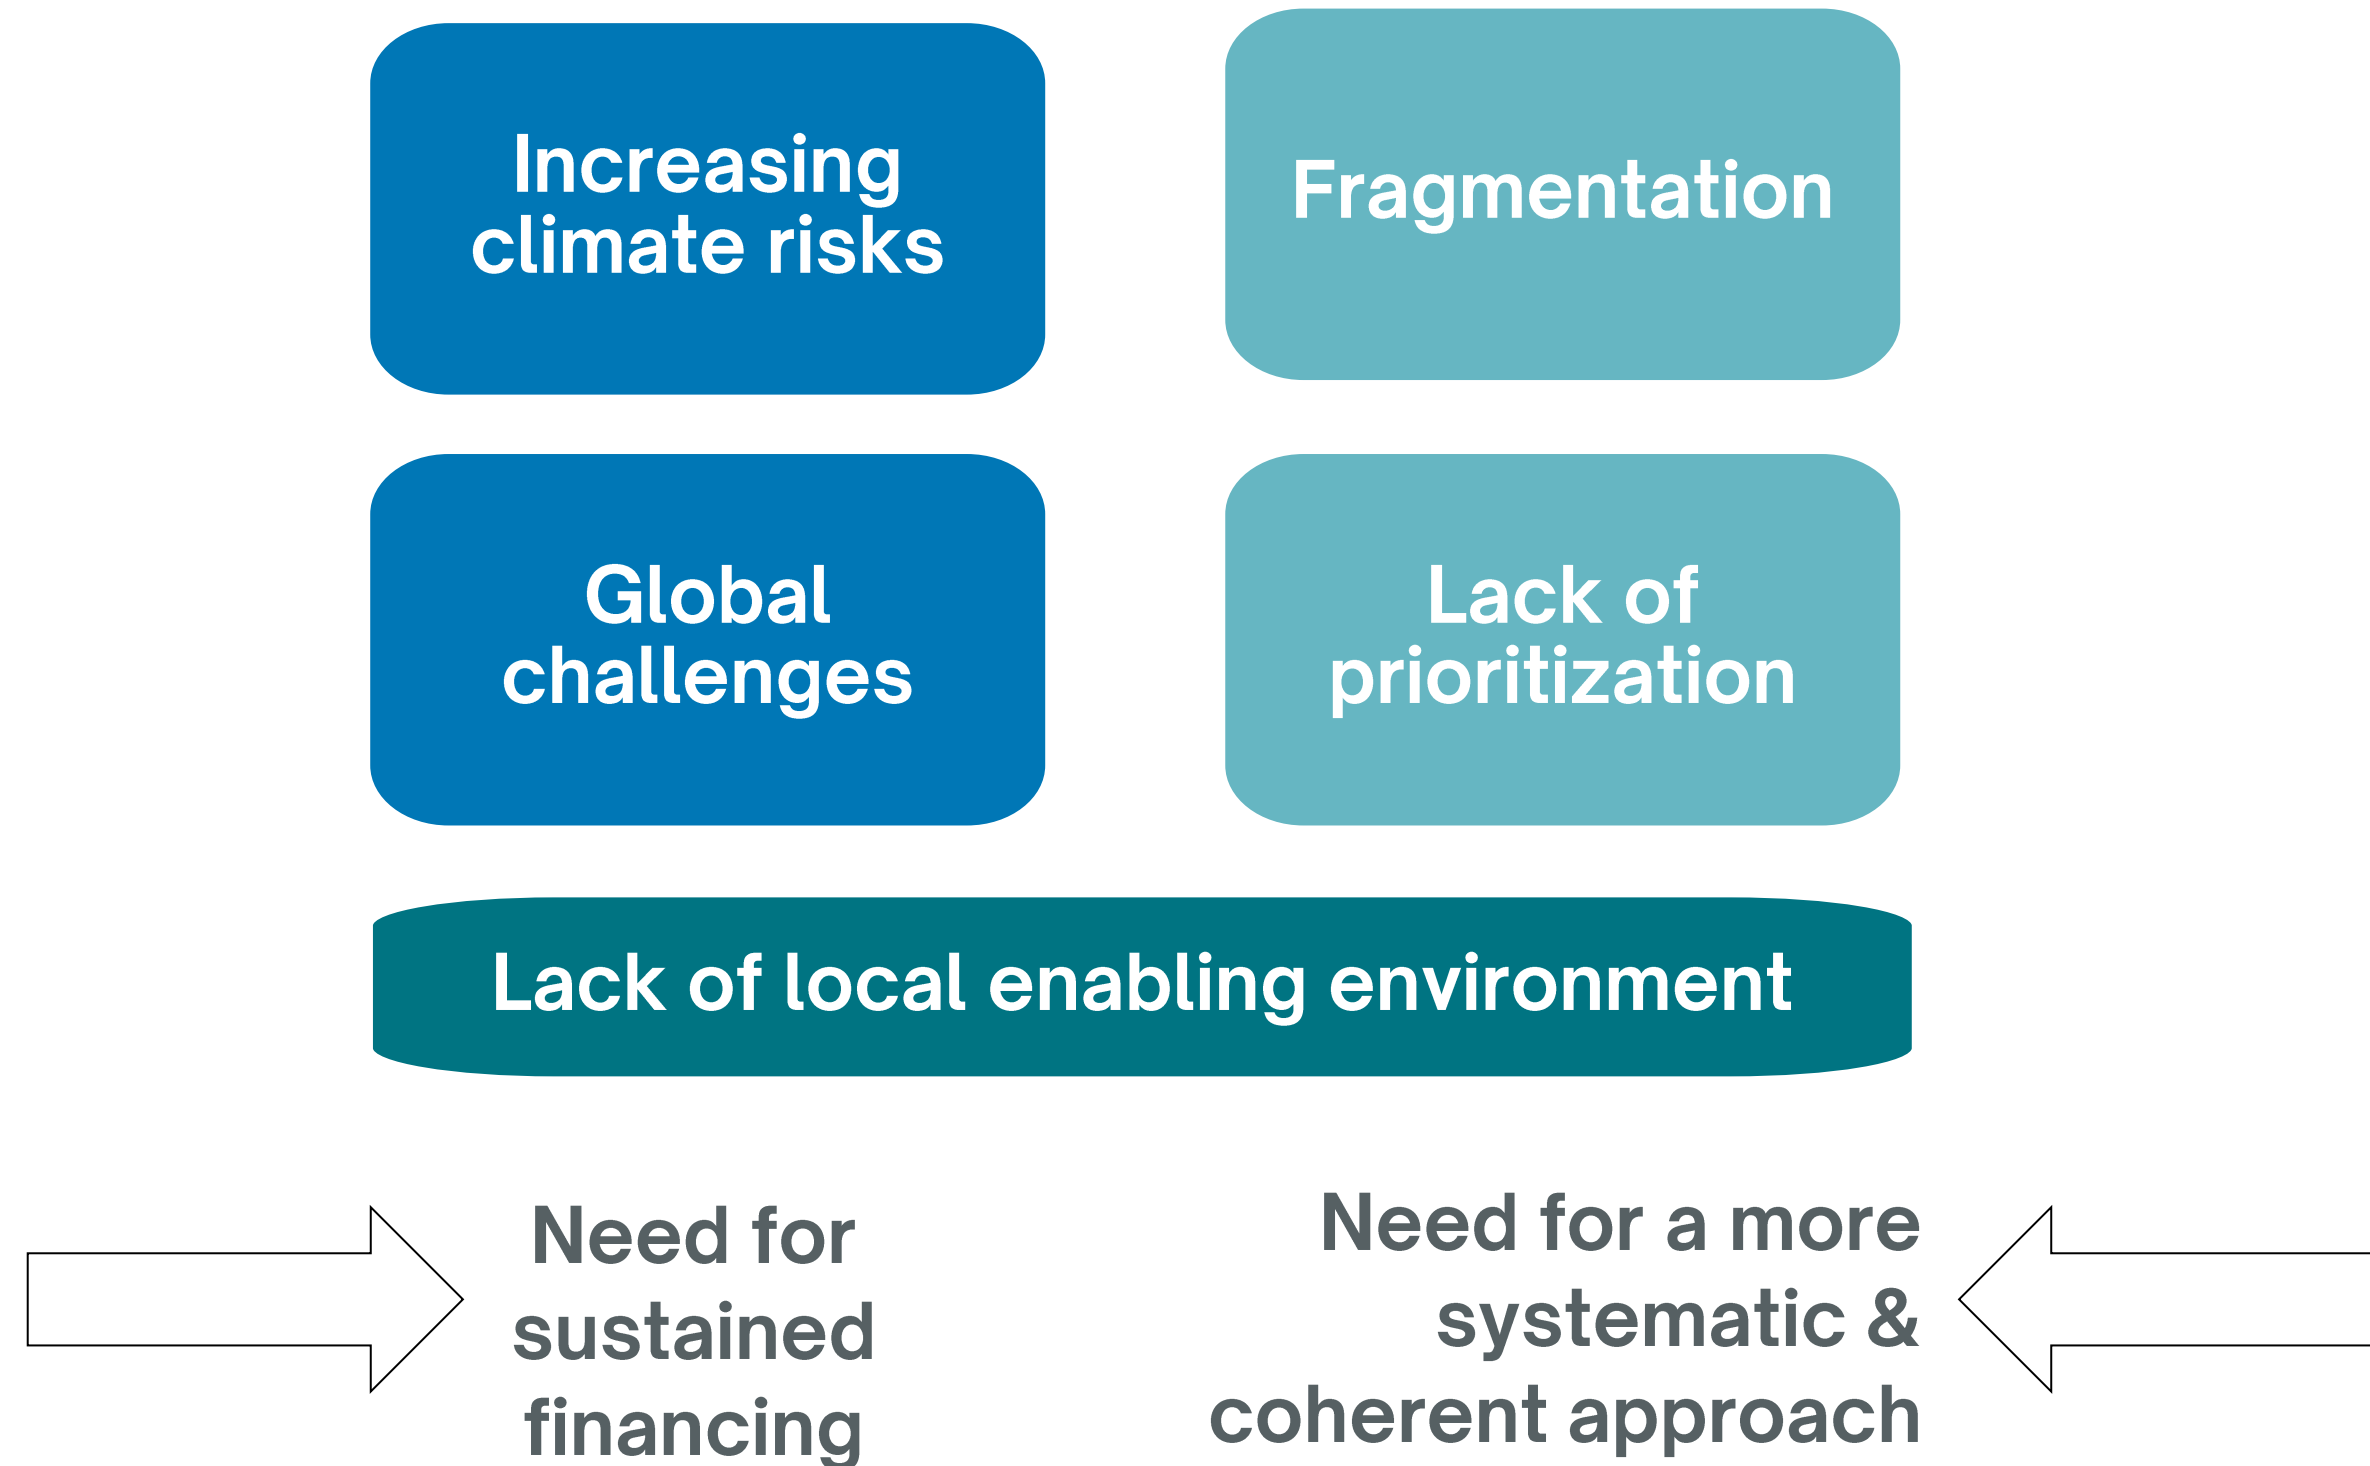 Increasing
climate risks
Fragmentation
Global
challenges
Lack of
prioritization
Lack of local enabling environment
Need for
sustained
financing
Need for a more
systematic &
coherent approach